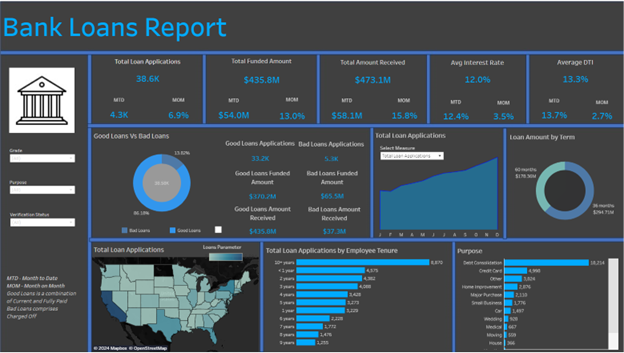 Bank Loans Report
Total Loan Applications
38.6K
MTD MOM
4.3K 6.9%
Total Funded Amount
$435.8M
MTD MOM
$54.0M 13.0%
Total Amount Received
$473.1M
MTD MOM
$58.1M 15.8%
Avg Interest Rate
12.0%
MTD MOM
12.4% 3.5%
Average DTI
13.3%
MTD MOM
13.7% 2.7%
Grade
Purpose
Verification Status
MTD - Month to Date
MOM - Month on Month
Good Loans is a combination
of Current and Fully Paid
Bad Loans comprises
Charged Off
Good Loans Vs Bad Loans
13.82%
86.18%
Bad Loans Good Loans
Good Loans Applications
33.2K
Good Loans Funded
Amount
$370.2M
Good Loans Amount
Received
$435.8M
Bad Loans Applications
5.3K
Bad Loans Funded
Amount
$65.5M
Bad Loans Amount
Received
$37.3M
Total Loan Applications
Select Measure
Total Loan Applications
J F M A M J J A S O N D
Loan Amount by Term
60 months
36 months
Total Loan Applications
Loans Parameter
© 2024 Mapbox © OpenStreetMap
Total Loan Applications by Employee Tenure
10+ years 8,870
< 1 year 4,575
2 years 4,382
3 years 4,088
4 years 3,428
5 years 3,273
1 year 3,229
6 years 2,228
7 years 1,772
8 years 1,476
9 years 1,255
Purpose
Debt Consolidation 18,214
Credit Card 4,998
Other 3,824
Home Improvement 2,876
Major Purchase 2,110
Small Business 1,776
Car 1,497
Wedding 928
Medical 667
Moving 559
House 366